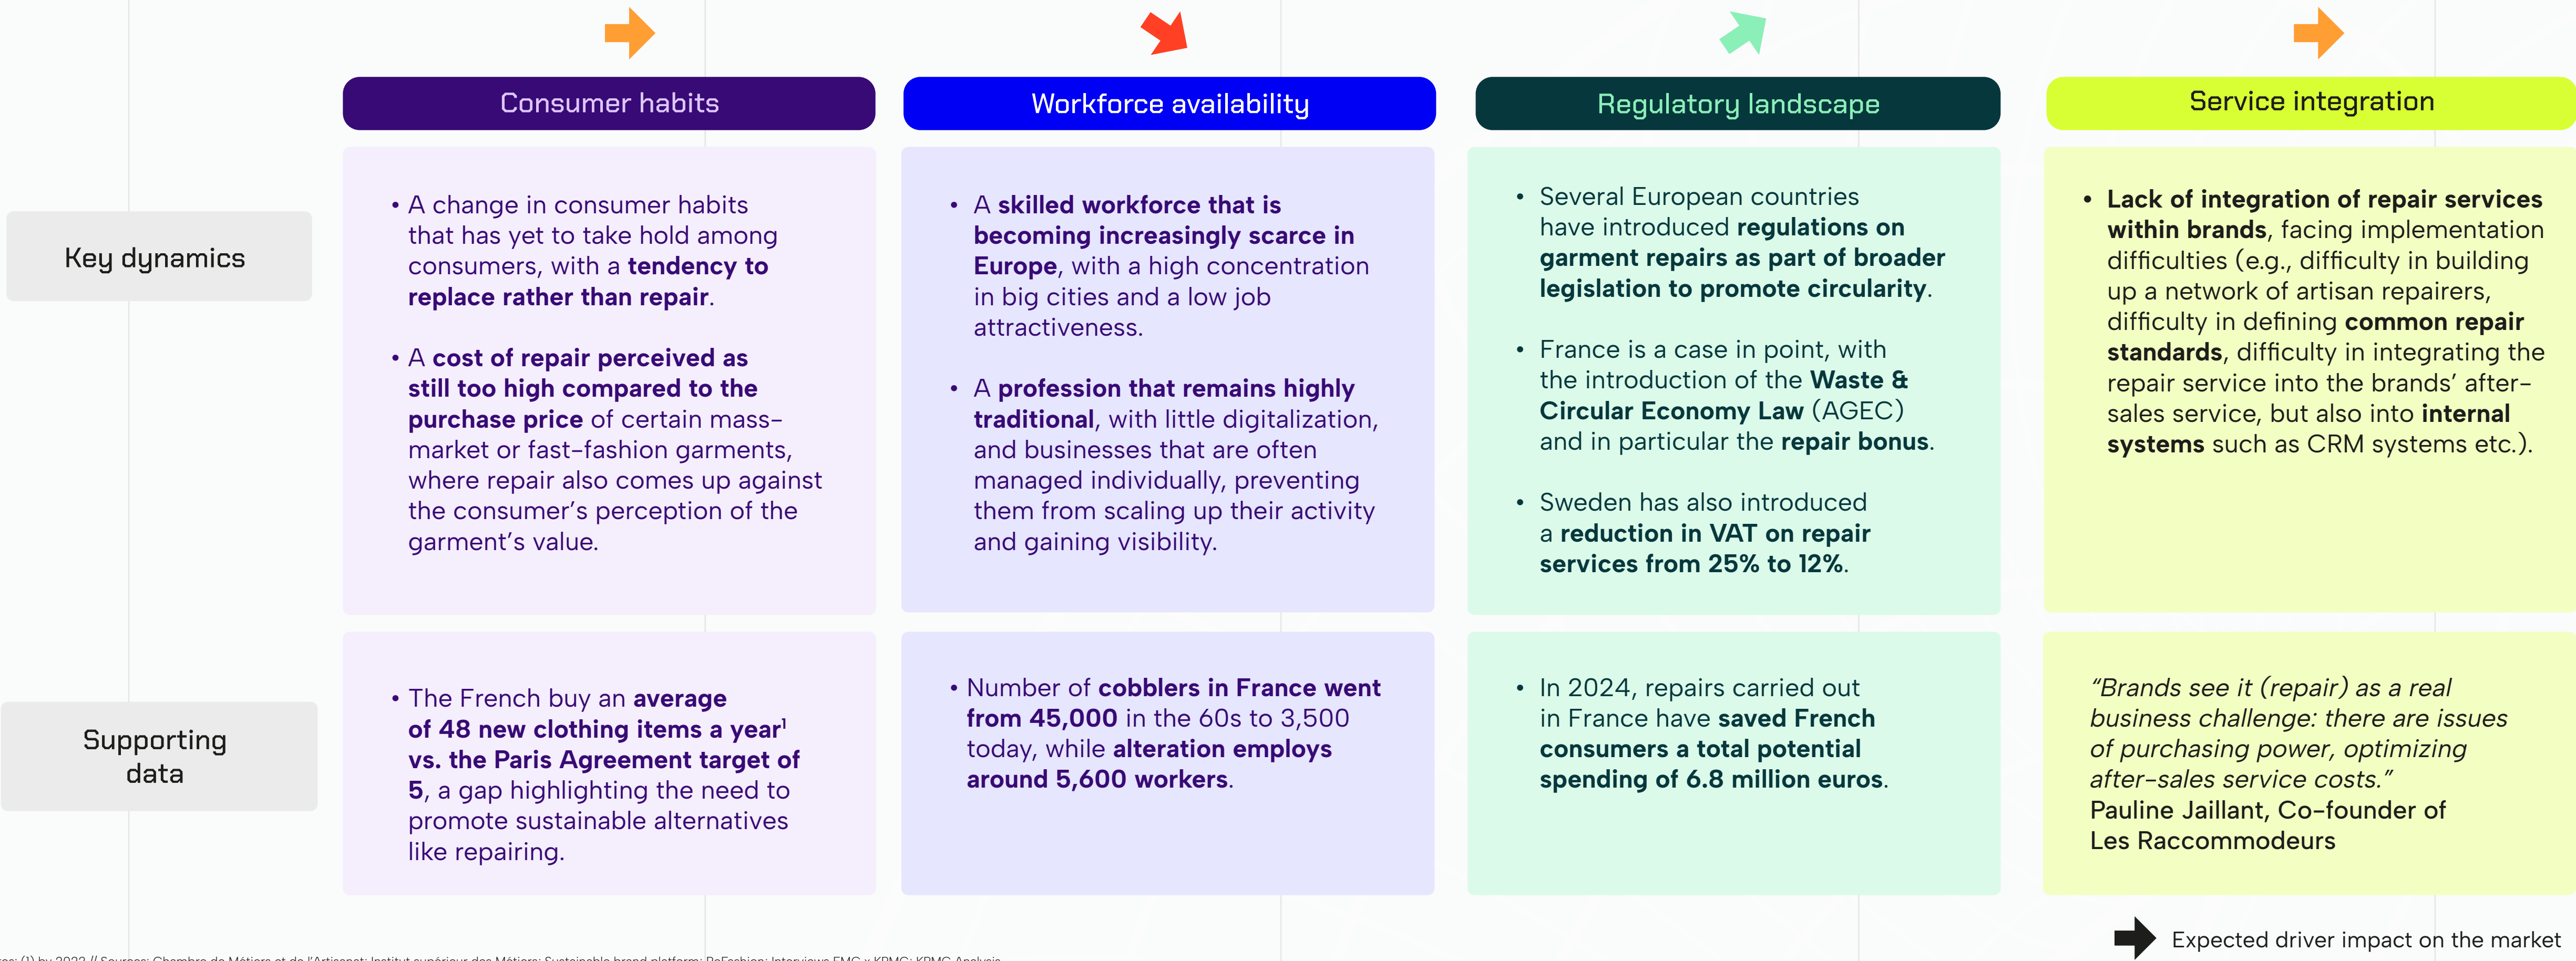 Consumer habits
Workforce availability
Regulatory landscape
Service integration
Key dynamics
• A change in consumer habits
that has yet to take hold among
consumers, with a tendency to
replace rather than repair.
• A cost of repair perceived as
still too high compared to the
purchase price of certain mass-
market or fast-fashion garments,
where repair also comes up against
the consumer's perception of the
garment's value.
• A skilled workforce that is
becoming increasingly scarce in
Europe, with a high concentration
in big cities and a low job
attractiveness.
• A profession that remains highly
traditional, with little digitalization,
and businesses that are often
managed individually, preventing
them from scaling up their activity
and gaining visibility.
• Several European countries
have introduced regulations on
garment repairs as part of broader
legislation to promote circularity.
• France is a case in point, with
the introduction of the Waste &
Circular Economy Law (AGEC)
and in particular the repair bonus.
• Sweden has also introduced
a reduction in VAT on repair
services from 25% to 12%.
• Lack of integration of repair services
within brands, facing implementation
difficulties (e.g., difficulty in building
up a network of artisan repairers,
difficulty in defining common repair
standards, difficulty in integrating the
repair service into the brands' after-
sales service, but also into internal
systems such as CRM systems etc.).
Supporting
data
• The French buy an average
of 48 new clothing items a year¹
vs. the Paris Agreement target of
5, a gap highlighting the need to
promote sustainable alternatives
like repairing.
• Number of cobblers in France went
from 45,000 in the 60s to 3,500
today, while alteration employs
around 5,600 workers.
• In 2024, repairs carried out
in France have saved French
consumers a total potential
spending of 6.8 million euros.
"Brands see it (repair) as a real
business challenge: there are issues
of purchasing power, optimizing
after-sales service costs."
Pauline Jaillant, Co-founder of
Les Raccommodeurs
Expected driver impact on the market